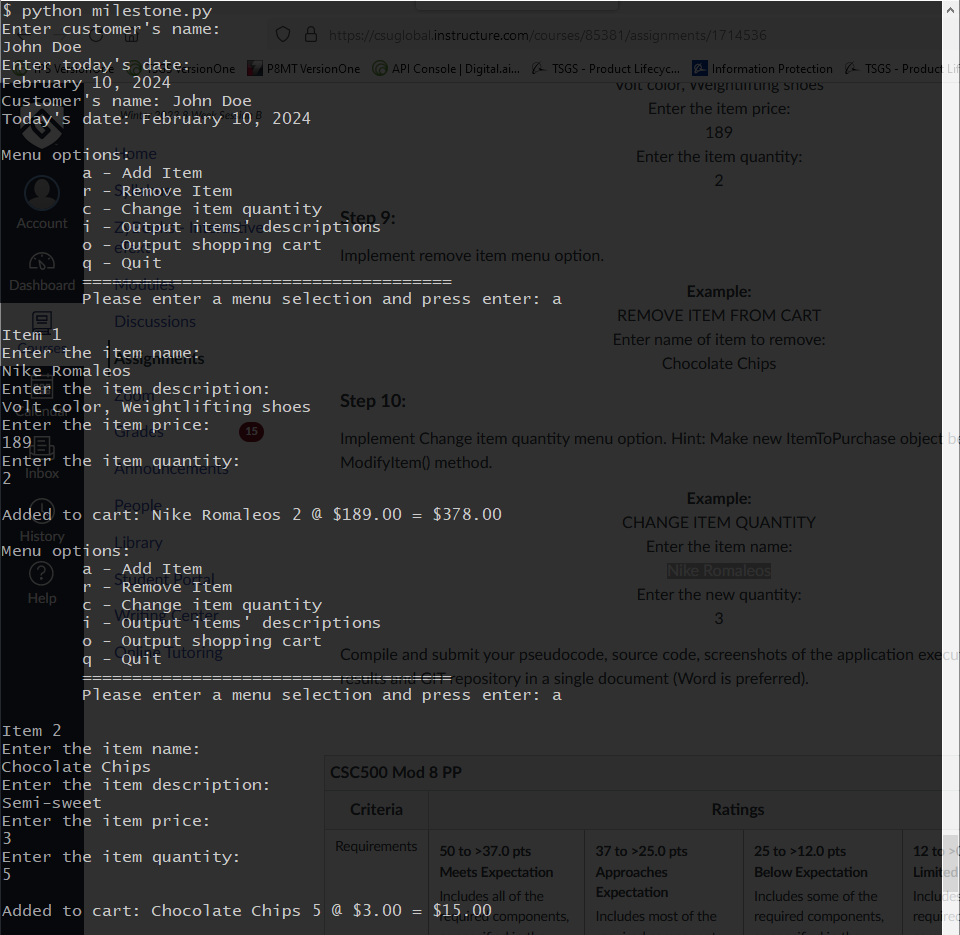 $ python milestone.py
Enter customer's name:
John Doe
Enter today's date:
February 10, 2024
Customer's name: John Doe
Today's date: February 10, 2024
Menu options:
a - Add Item
r - Remove Item
c - Change item quantity
i - Output items' descriptions
o - Output shopping cart
q - Quit
=====================================
Please enter a menu selection and press enter: a
Item 1
Enter the item name:
Nike Romaleos
Enter the item description:
Volt color, Weightlifting shoes
Enter the item price:
189
Enter the item quantity:
2
Added to cart: Nike Romaleos 2 @ $189.00 = $378.00
Menu options:
a - Add Item
r - Remove Item
c - Change item quantity
i - Output items' descriptions
o - Output shopping cart
q - Quit
=====================================
Please enter a menu selection and press enter: a
Item 2
Enter the item name:
Chocolate Chips
Enter the item description:
Semi-sweet
Enter the item price:
3
Enter the item quantity:
5
Added to cart: Chocolate Chips 5 @ $3.00 = $15.00
https://csuglobal.instructure.com/courses/85381/assignments/1714536
VersionOne
P8MT VersionOne
API Console | Digital.ai...
TSGS - Product Lifecyc...
Information Protection
TSGS - Product Li
Account
Dashboard
Calendar
Inbox
History
Help
Home
Modules
Discussions
Assignments
Zoom
Grades
15
Announcements
People
Library
Student Portal
Writing Center
Online Tutoring
Volt color, Weightlifting shoes
Enter the item price:
189
Enter the item quantity:
2
Step 9:
Implement remove item menu option.
Example:
REMOVE ITEM FROM CART
Enter name of item to remove:
Chocolate Chips
Step 10:
Implement Change item quantity menu option. Hint: Make new ItemToPurchase object be
ModifyItem() method.
Example:
CHANGE ITEM QUANTITY
Enter the item name:
Nike Romaleos
Enter the new quantity:
3
Compile and submit your pseudocode, source code, screenshots of the application execu
results and GIT repository in a single document (Word is preferred).
CSC500 Mod 8 PP
Criteria
Ratings
Requirements
50 to >37.0 pts
Meets Expectation
Includes all of the
required components,
37 to >25.0 pts
Approaches
Expectation
Includes most of the
25 to >12.0 pts
Below Expectation
Includes some of the
required components,
12 to >
Limited
Includes
required